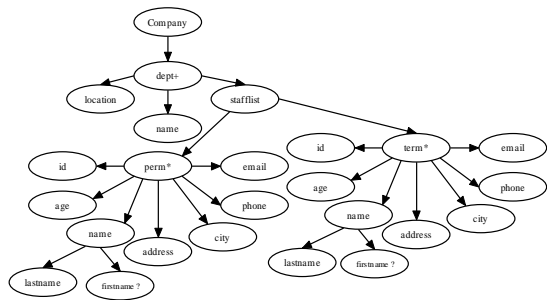 Company
dept+
location
stafflist
name
id
perm*
email
id
term*
email
age
phone
age
phone
name
city
name
city
address
address
lastname
firstname ?
lastname
firstname ?